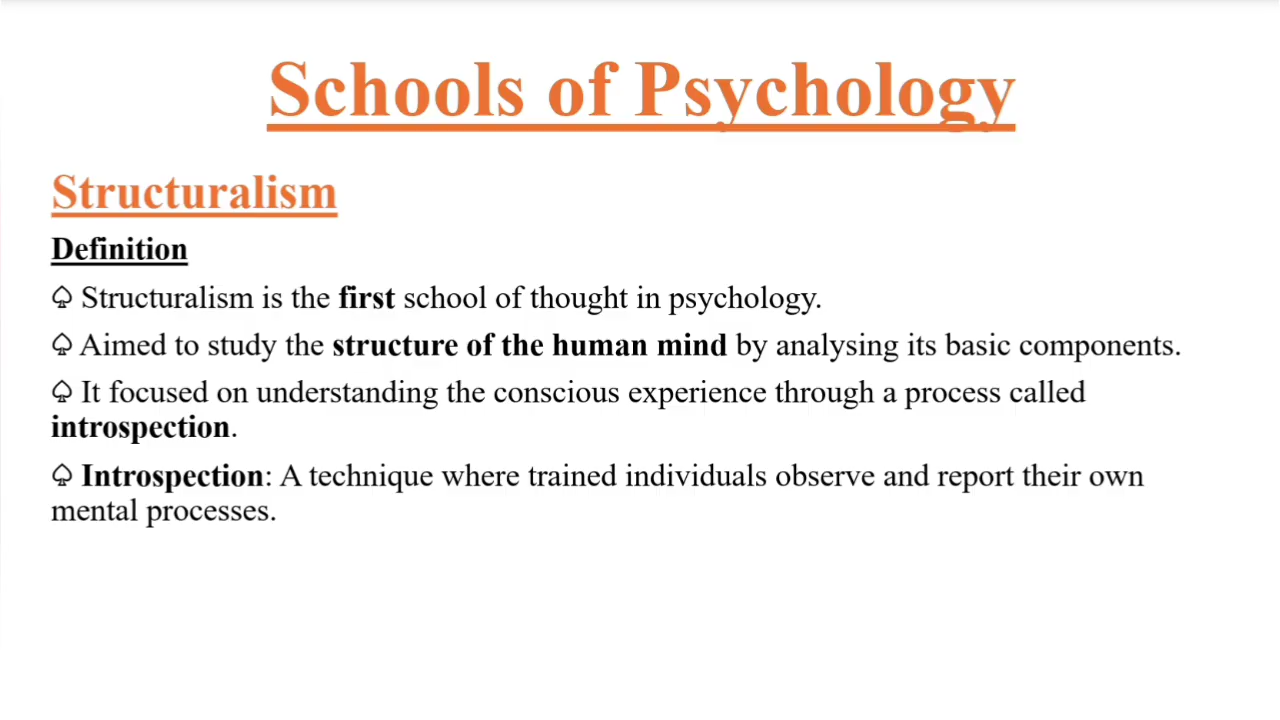 Schools of Psychology
Structuralism
Definition
♤ Structuralism is the first school of thought in psychology.
♤ Aimed to study the structure of the human mind by analysing its basic components.
♤ It focused on understanding the conscious experience through a process called
introspection.
♤ Introspection: A technique where trained individuals observe and report their own
mental processes.